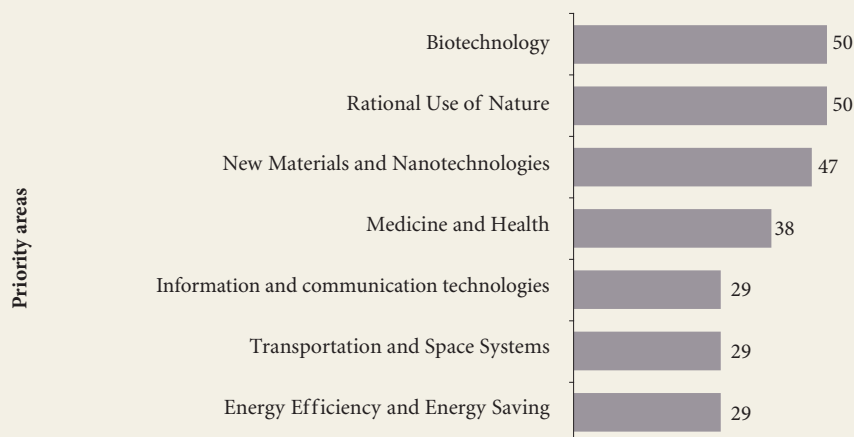 Priority areas
Biotechnology 50
Rational Use of Nature 50
New Materials and Nanotechnologies 47
Medicine and Health 38
Information and communication technologies 29
Transportation and Space Systems 29
Energy Efficiency and Energy Saving 29